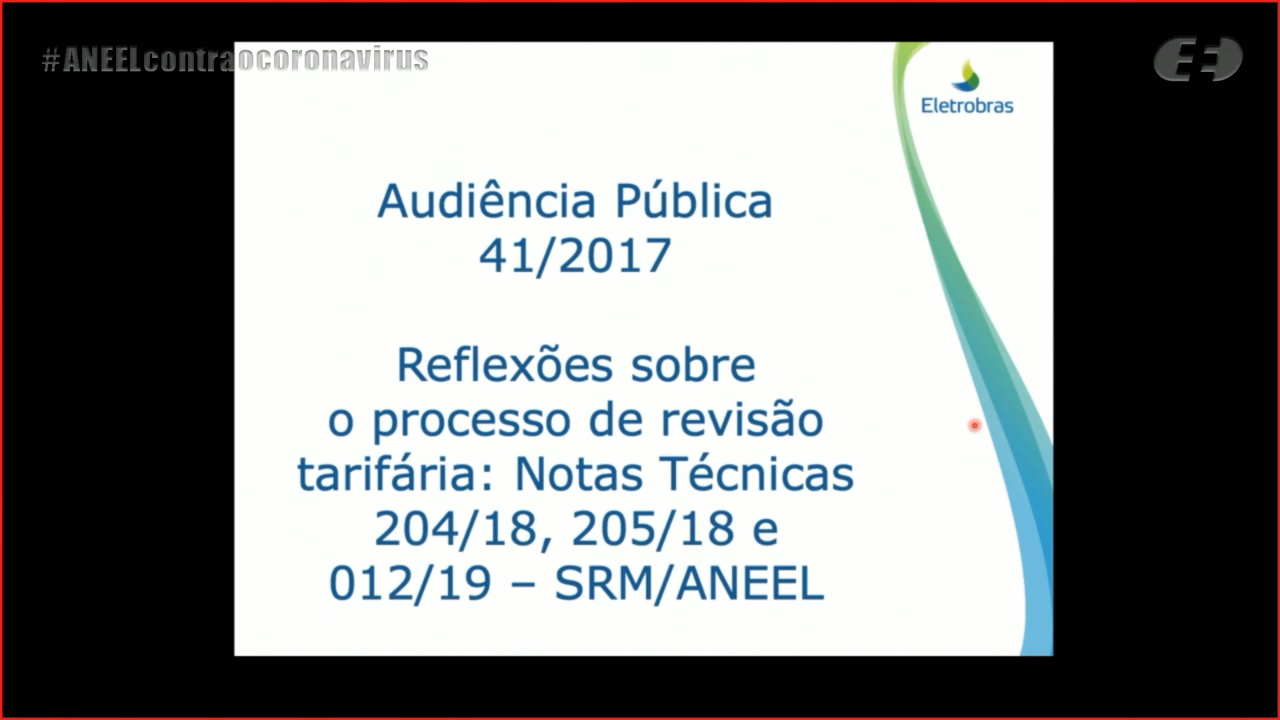 #ANEELcontraocoronavirus
Eletrobras
Audiência Pública
41/2017
Reflexões sobre
o processo de revisão
tarifária: Notas Técnicas
204/18, 205/18 e
012/19 – SRM/ANEEL